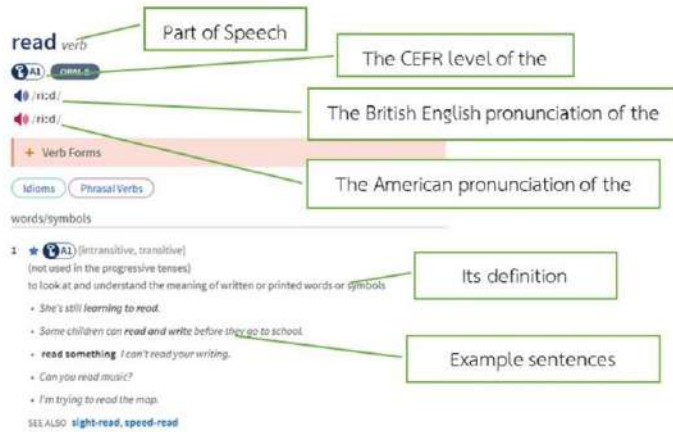 read verb
Part of Speech
A1
The CEFR level of the
/riːd/
The British English pronunciation of the
/riːd/
+ Verb Forms
The American pronunciation of the
Idioms Phrasal Verbs
words/symbols
1 ★ A1 [intransitive, transitive]
(not used in the progressive tenses)
to look at and understand the meaning of written or printed words or symbols
Its definition
• She's still learning to read.
• Some children can read and write before they go to school.
• read something I can't read your writing.
Example sentences
• Can you read music?
• I'm trying to read the map.
SEE ALSO sight-read, speed-read